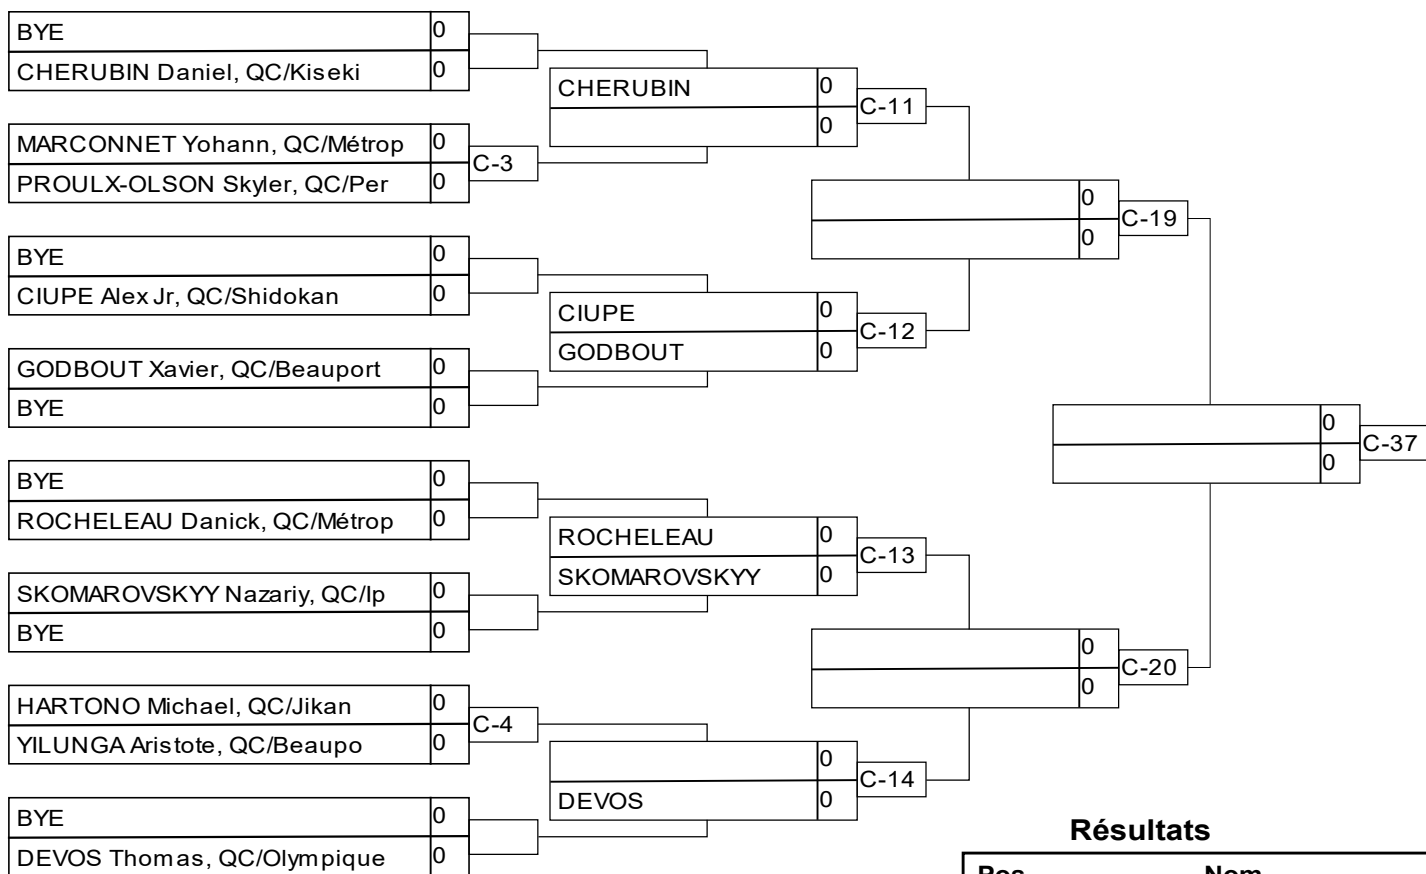 BYE 0
CHERUBIN Daniel, QC/Kiseki 0
MARCONNET Yohann, QC/Métrop 0
C-3
PROULX-OLSON Skyler, QC/Per 0
BYE 0
CIUPE Alex Jr, QC/Shidokan 0
GODBOUT Xavier, QC/Beauport 0
BYE 0
BYE 0
ROCHELEAU Danick, QC/Métrop 0
SKOMAROVSKYY Nazariy, QC/Ip 0
BYE 0
HARTONO Michael, QC/Jikan 0
C-4
YILUNGA Aristote, QC/Beaupo 0
BYE 0
DEVOS Thomas, QC/Olympique 0
CHERUBIN 0
C-11
0
CIUPE 0
C-12
GODBOUT 0
ROCHELEAU 0
C-13
SKOMAROVSKYY 0
0
C-14
DEVOS 0
0
C-19
0
0
C-20
0
0
C-37
0
Résultats
Pos Nom